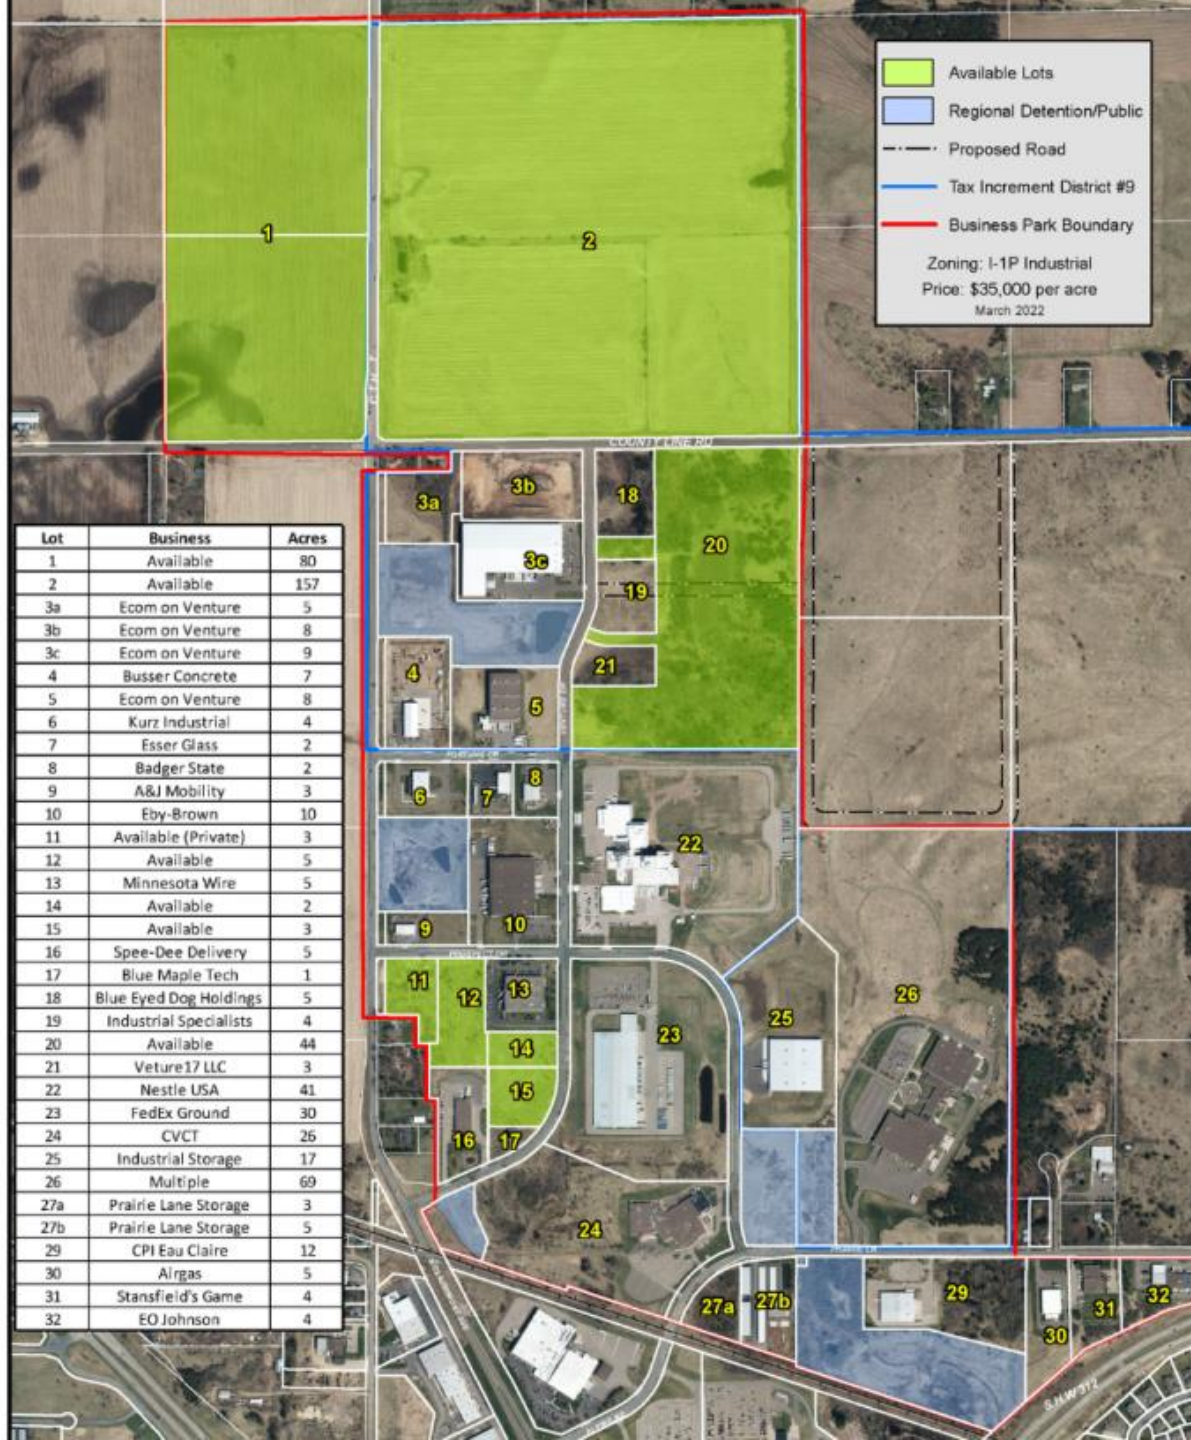 Available Lots
Regional Detention/Public
Proposed Road
Tax Increment District #9
Business Park Boundary
Zoning: I-1P Industrial
Price: $35,000 per acre
March 2022
1
2
COUNTY LINE RD
3a
3b
18
3c
20
19
21
4
5
6
7
8
22
9
10
PROSPECT DR
11
12
13
26
25
23
14
15
16
17
24
PRAIRIE LN
27a
27b
29
30
31
32
S.H.W 312
Lot Business Acres
1 Available 80
2 Available 157
3a Ecom on Venture 5
3b Ecom on Venture 8
3c Ecom on Venture 9
4 Busser Concrete 7
5 Ecom on Venture 8
6 Kurz Industrial 4
7 Esser Glass 2
8 Badger State 2
9 A&J Mobility 3
10 Eby-Brown 10
11 Available (Private) 3
12 Available 5
13 Minnesota Wire 5
14 Available 2
15 Available 3
16 Spee-Dee Delivery 5
17 Blue Maple Tech 1
18 Blue Eyed Dog Holdings 5
19 Industrial Specialists 4
20 Available 44
21 Veture17 LLC 3
22 Nestle USA 41
23 FedEx Ground 30
24 CVCT 26
25 Industrial Storage 17
26 Multiple 69
27a Prairie Lane Storage 3
27b Prairie Lane Storage 5
29 CPI Eau Claire 12
30 Airgas 5
31 Stansfield's Game 4
32 EO Johnson 4